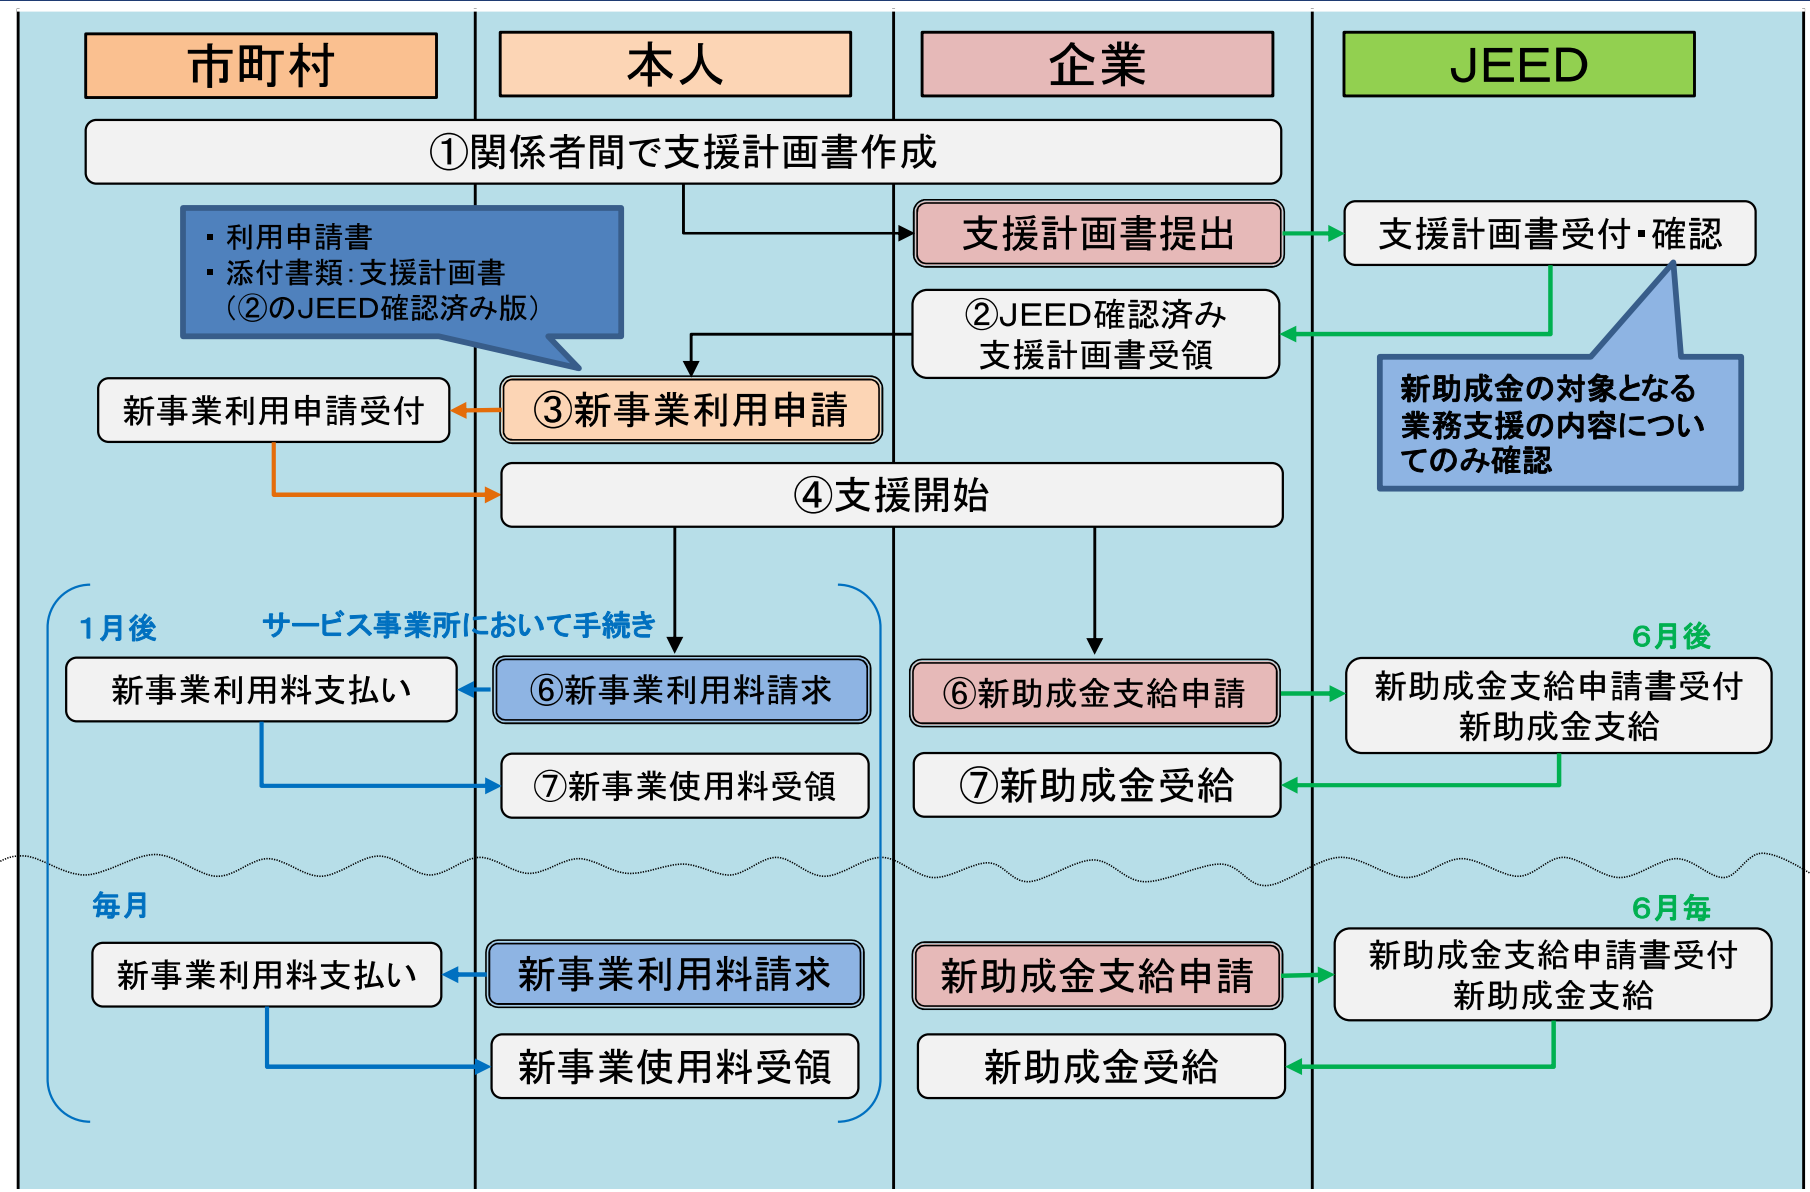 市町村
本人
企業
JEED
①関係者間で支援計画書作成
・ 利用申請書
・ 添付書類：支援計画書
（②のJEED確認済み版）
支援計画書提出
支援計画書受付・確認
②JEED確認済み
支援計画書受領
新助成金の対象となる
業務支援の内容につい
てのみ確認
新事業利用申請受付
③新事業利用申請
④支援開始
1月後
サービス事業所において手続き
6月後
新事業利用料支払い
⑥新事業利用料請求
⑥新助成金支給申請
新助成金支給申請書受付
新助成金支給
⑦新事業使用料受領
⑦新助成金受給
毎月
6月毎
新事業利用料支払い
新事業利用料請求
新助成金支給申請
新助成金支給申請書受付
新助成金支給
新事業使用料受領
新助成金受給